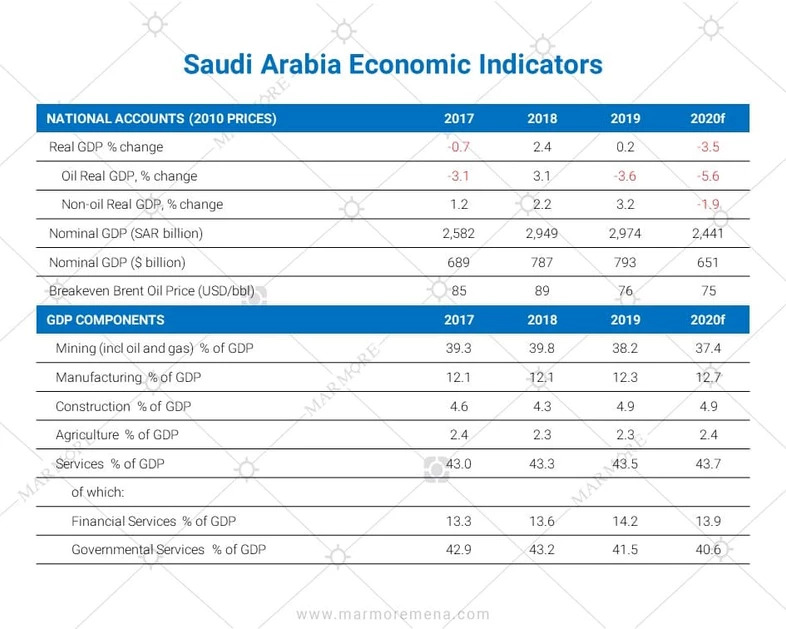 Saudi Arabia Economic Indicators
NATIONAL ACCOUNTS (2010 PRICES) 2017 2018 2019 2020f
Real GDP % change -0.7 2.4 0.2 -3.5
Oil Real GDP, % change -3.1 3.1 -3.6 -5.6
Non-oil Real GDP, % change 1.2 2.2 3.2 -1.9
Nominal GDP (SAR billion) 2,582 2,949 2,974 2,441
Nominal GDP ($ billion) 689 787 793 651
Breakeven Brent Oil Price (USD/bbl) 85 89 76 75
GDP COMPONENTS 2017 2018 2019 2020f
Mining (incl oil and gas) % of GDP 39.3 39.8 38.2 37.4
Manufacturing % of GDP 12.1 12.1 12.3 12.7
Construction % of GDP 4.6 4.3 4.9 4.9
Agriculture % of GDP 2.4 2.3 2.3 2.4
Services % of GDP 43.0 43.3 43.5 43.7
of which:
Financial Services % of GDP 13.3 13.6 14.2 13.9
Governmental Services % of GDP 42.9 43.2 41.5 40.6
www.marmoremena.com
MARMORE
MARMORE
MARMORE
MARMORE